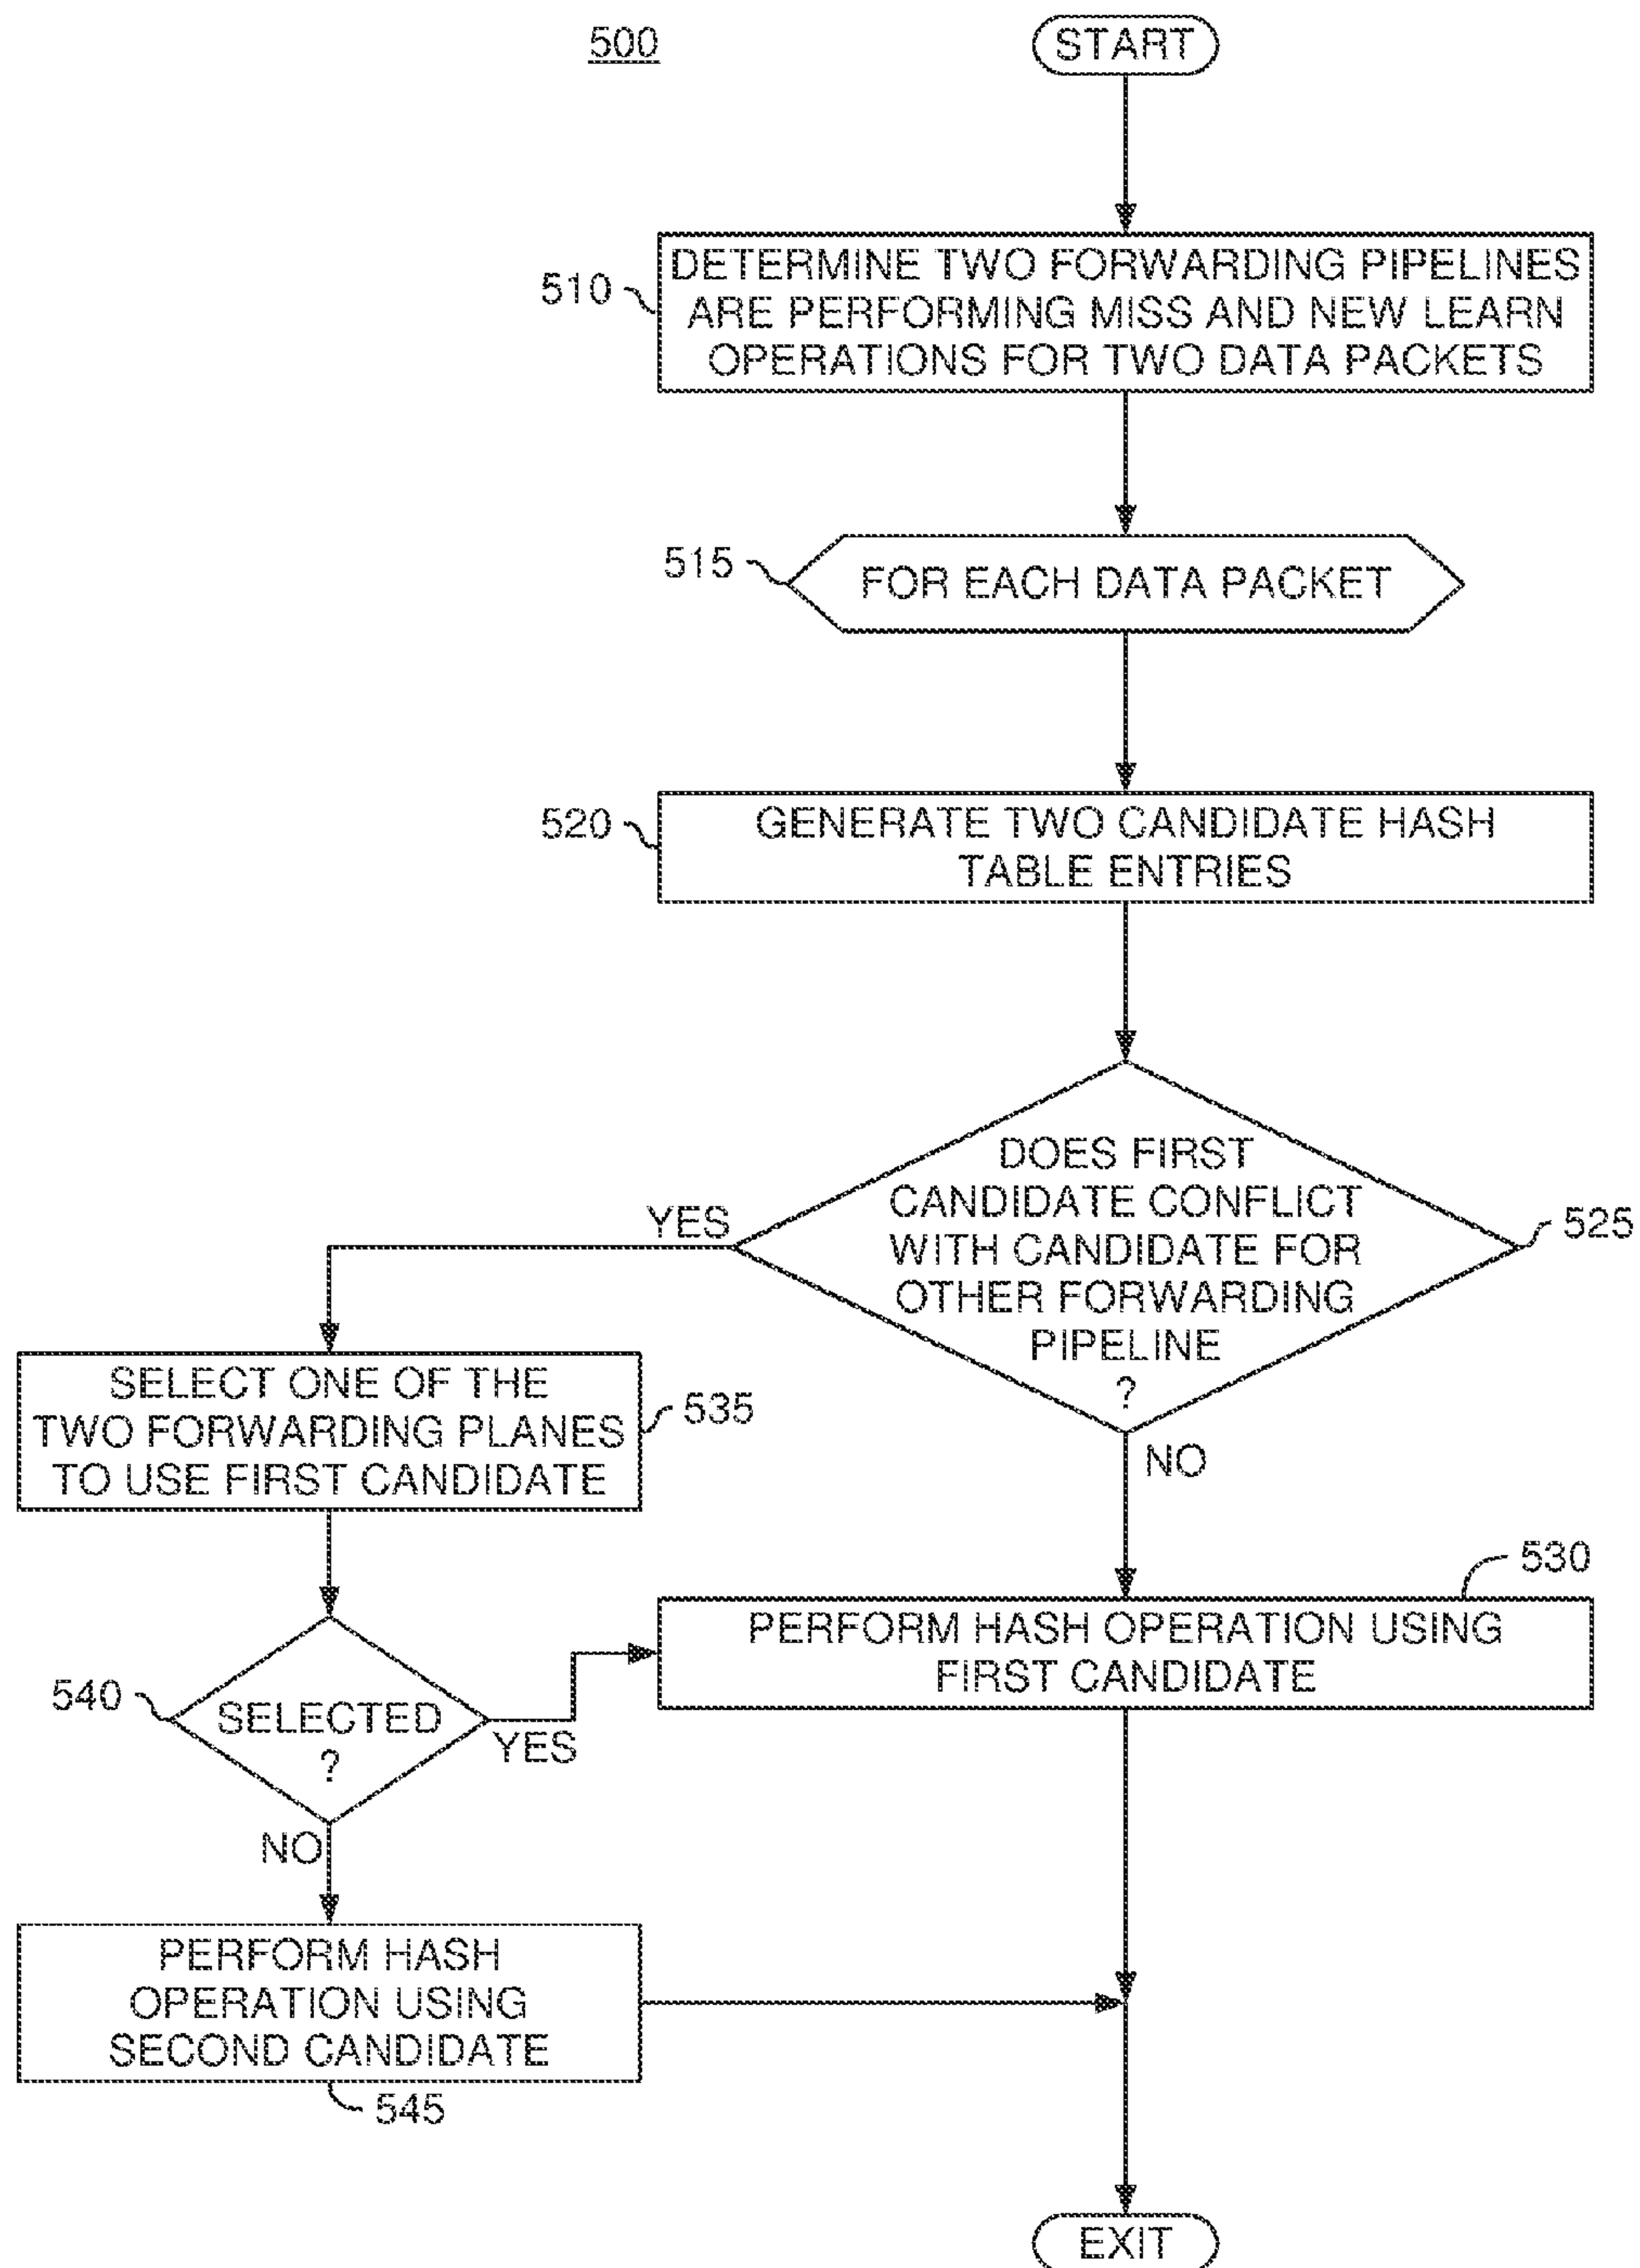 500
START
510
DETERMINE TWO FORWARDING PIPELINES
ARE PERFORMING MISS AND NEW LEARN
OPERATIONS FOR TWO DATA PACKETS
515
FOR EACH DATA PACKET
520
GENERATE TWO CANDIDATE HASH
TABLE ENTRIES
DOES FIRST
CANDIDATE CONFLICT
WITH CANDIDATE FOR
OTHER FORWARDING
PIPELINE
?
525
YES
NO
SELECT ONE OF THE
TWO FORWARDING PLANES
TO USE FIRST CANDIDATE
535
530
PERFORM HASH OPERATION USING
FIRST CANDIDATE
540
SELECTED
?
YES
NO
PERFORM HASH
OPERATION USING
SECOND CANDIDATE
545
EXIT